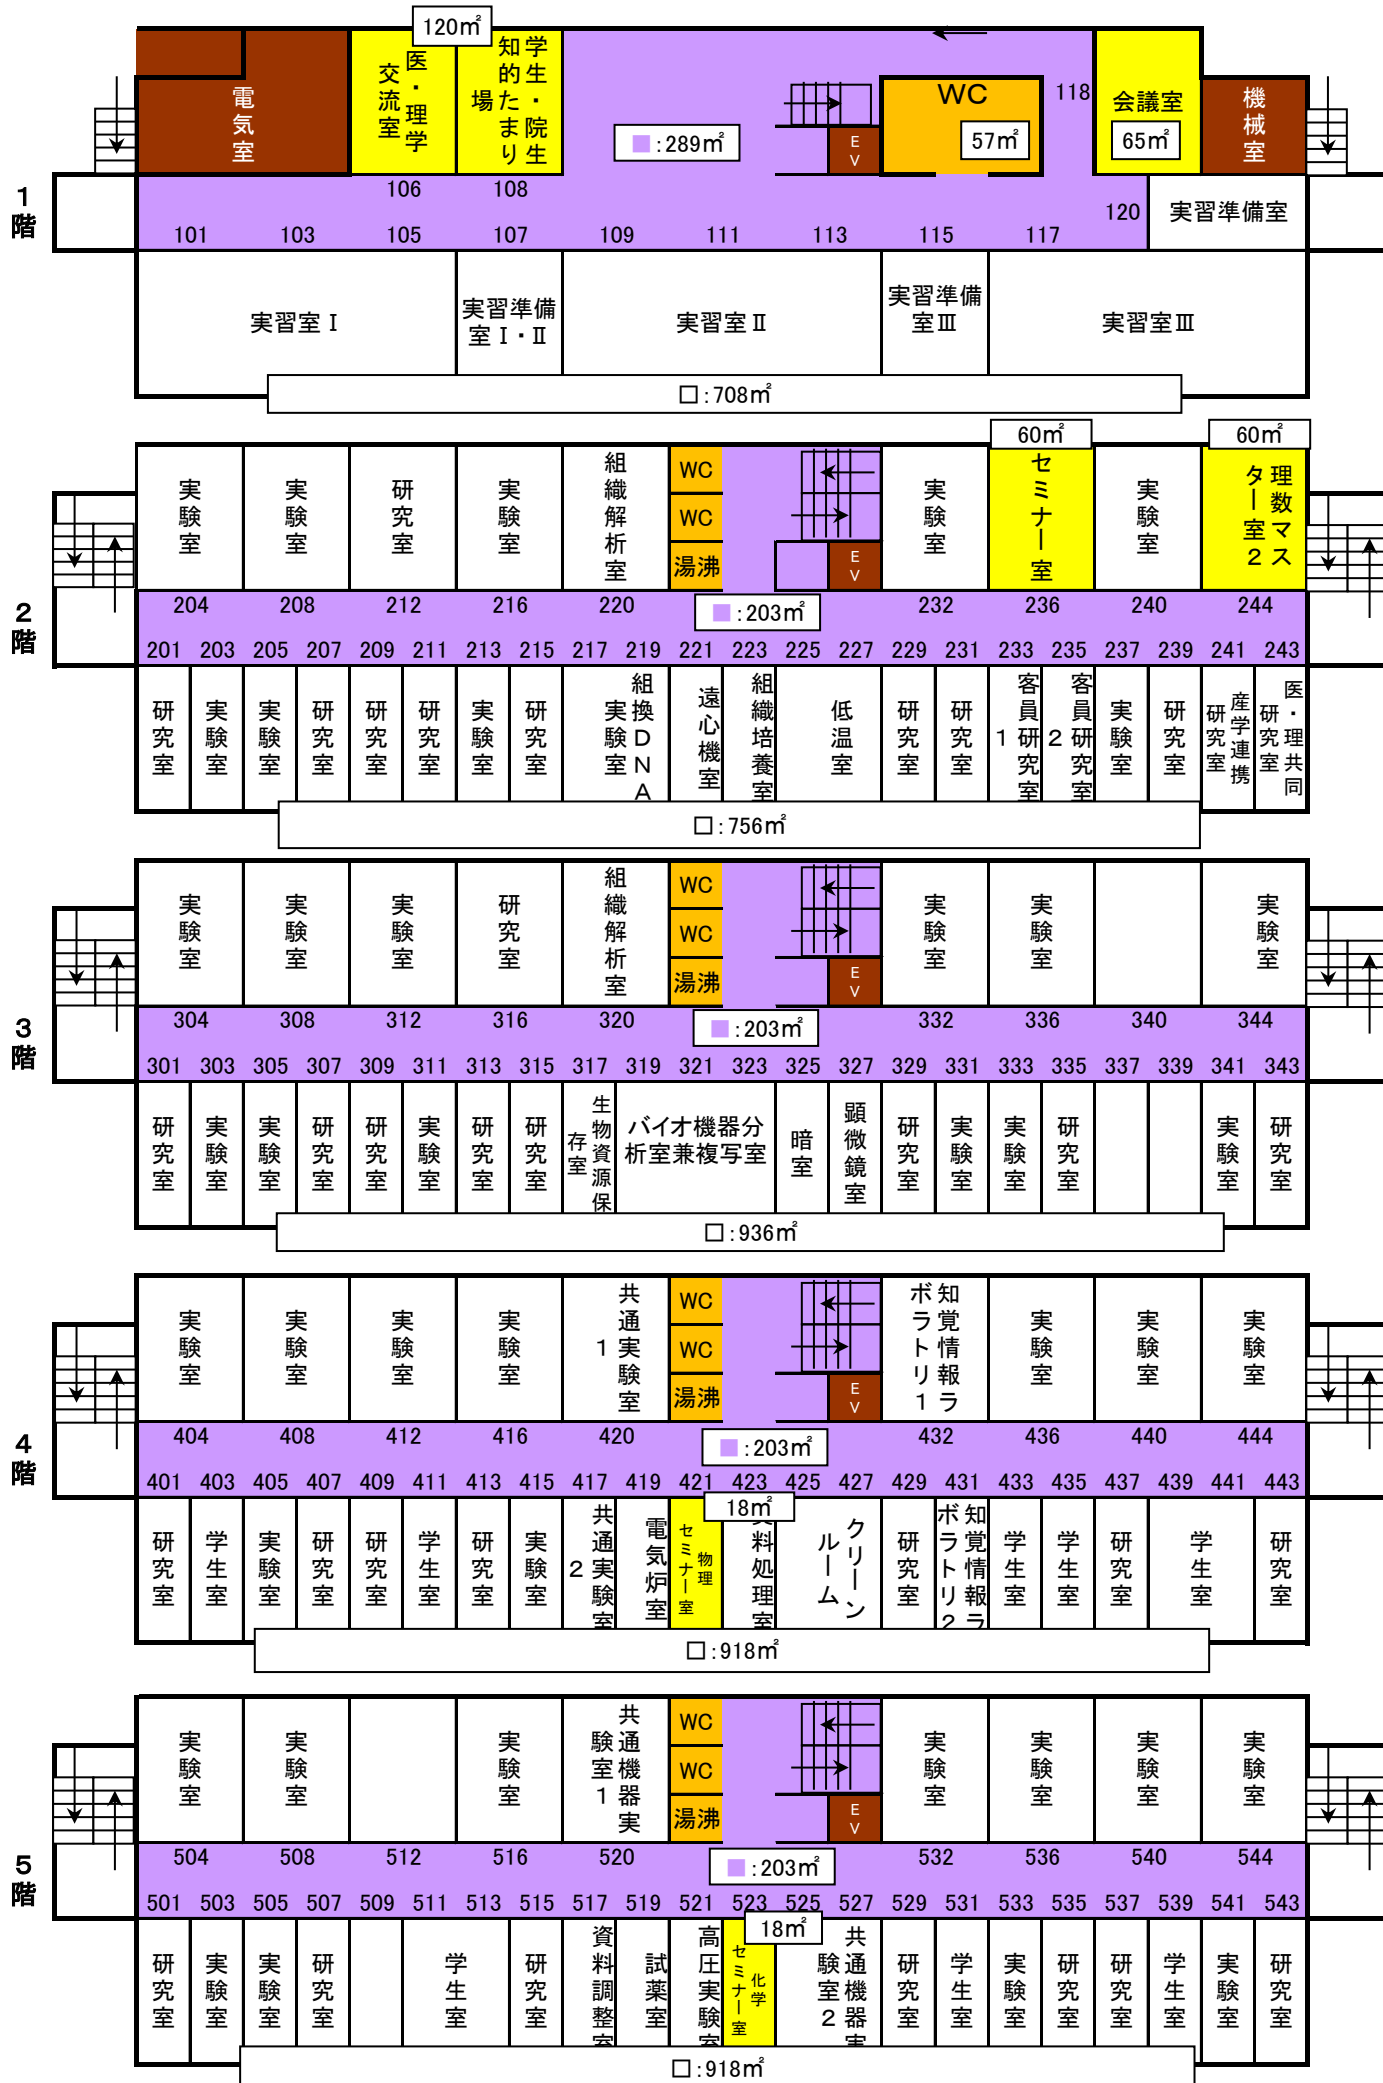 120㎡
電気室
医・理学交流室
学生・院生知的たまり場
■:289㎡
EV
WC
57㎡
118
会議室
65㎡
機械室
1階
106 108
120
実習準備室
101 103 105 107 109 111 113 115 117
実習室Ⅰ
実習準備室Ⅰ・Ⅱ
実習室Ⅱ
実習準備室Ⅲ
実習室Ⅲ
□:708㎡
60㎡
60㎡
実験室
実験室
研究室
実験室
組織解析室
WC
WC
湯沸
EV
実験室
セミナー室
実験室
理数マスター室2
2階
204 208 212 216 220
■:203㎡
232 236 240 244
201 203 205 207 209 211 213 215 217 219 221 223 225 227 229 231 233 235 237 239 241 243
研究室
実験室
実験室
研究室
研究室
研究室
実験室
研究室
組換DNA実験室
遠心機室
組織培養室
低温室
研究室
研究室
客員研究室1
客員研究室2
実験室
研究室
産学連携研究室
医・理共同研究室
□:756㎡
実験室
実験室
実験室
研究室
組織解析室
WC
WC
湯沸
EV
実験室
実験室
実験室
3階
304 308 312 316 320
■:203㎡
332 336 340 344
301 303 305 307 309 311 313 315 317 319 321 323 325 327 329 331 333 335 337 339 341 343
研究室
実験室
実験室
研究室
研究室
実験室
研究室
研究室
生物資源保存室
バイオ機器分析室兼複写室
暗室
顕微鏡室
研究室
実験室
実験室
研究室
実験室
研究室
□:936㎡
実験室
実験室
実験室
実験室
共通実験室1
WC
WC
湯沸
EV
知覚情報ラボラトリ1
実験室
実験室
実験室
4階
404 408 412 416 420
■:203㎡
432 436 440 444
401 403 405 407 409 411 413 415 417 419 421 423 425 427 429 431 433 435 437 439 441 443
18㎡
研究室
学生室
実験室
研究室
研究室
学生室
研究室
実験室
共通実験室2
電気炉室
物理セミナー室
料処理室
クリーンルーム
研究室
知覚情報ラボラトリ2
学生室
学生室
研究室
学生室
研究室
□:918㎡
実験室
実験室
実験室
共通機器実験室1
WC
WC
湯沸
EV
実験室
実験室
実験室
実験室
5階
504 508 512 516 520
■:203㎡
532 536 540 544
501 503 505 507 509 511 513 515 517 519 521 523 525 527 529 531 533 535 537 539 541 543
18㎡
研究室
実験室
実験室
研究室
学生室
研究室
資料調整室
試薬室
高圧実験室
化学セミナー室
共通機器実験室2
研究室
学生室
実験室
研究室
研究室
学生室
実験室
研究室
□:918㎡